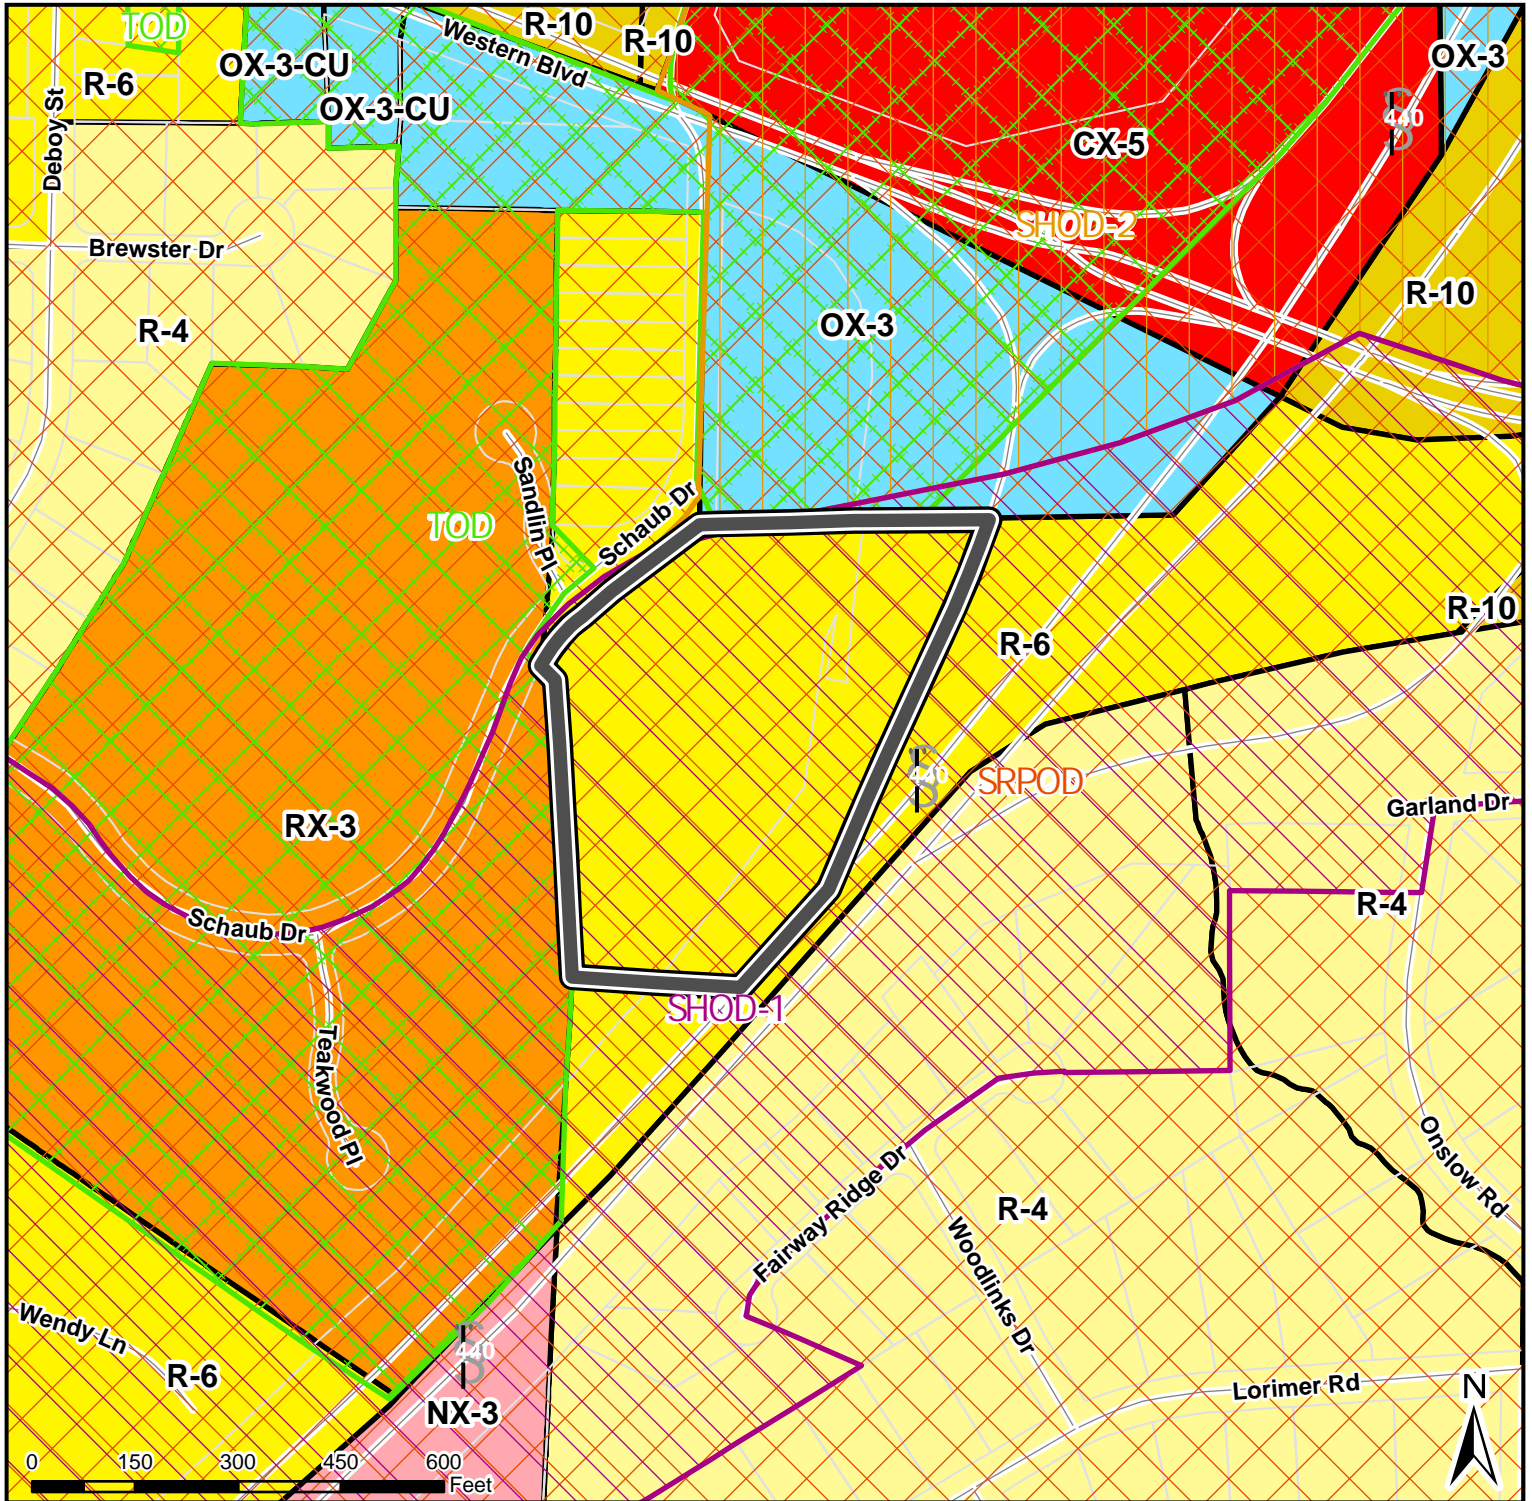 TOD
R-10
R-10
Western Blvd
OX-3
OX-3-CU
R-6
OX-3-CU
440
CX-5
Deboy St
SHOD-2
Brewster Dr
R-10
R-4
OX-3
Sandlin Pl
Schaub Dr
TOD
R-10
R-6
440
SRPOD
Garland Dr
RX-3
R-4
Schaub Dr
SHOD-1
Teakwood Pl
Onslow Rd
Fairway Ridge Dr
R-4
Woodlinks Dr
Wendy Ln
440
R-6
Lorimer Rd
N
NX-3
0 150 300 450 600
Feet